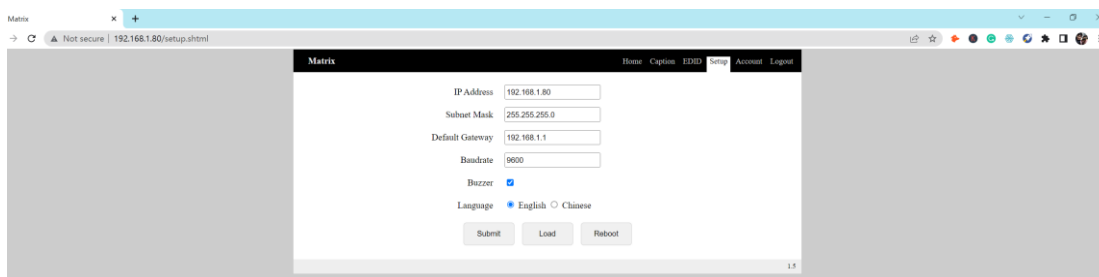 Matrix
Not secure | 192.168.1.80/setup.shtml
Matrix Home Caption EDID Setup Account Logout
IP Address 192.168.1.80
Subnet Mask 255.255.255.0
Default Gateway 192.168.1.1
Baudrate 9600
Buzzer
Language English Chinese
Submit Load Reboot
1.5